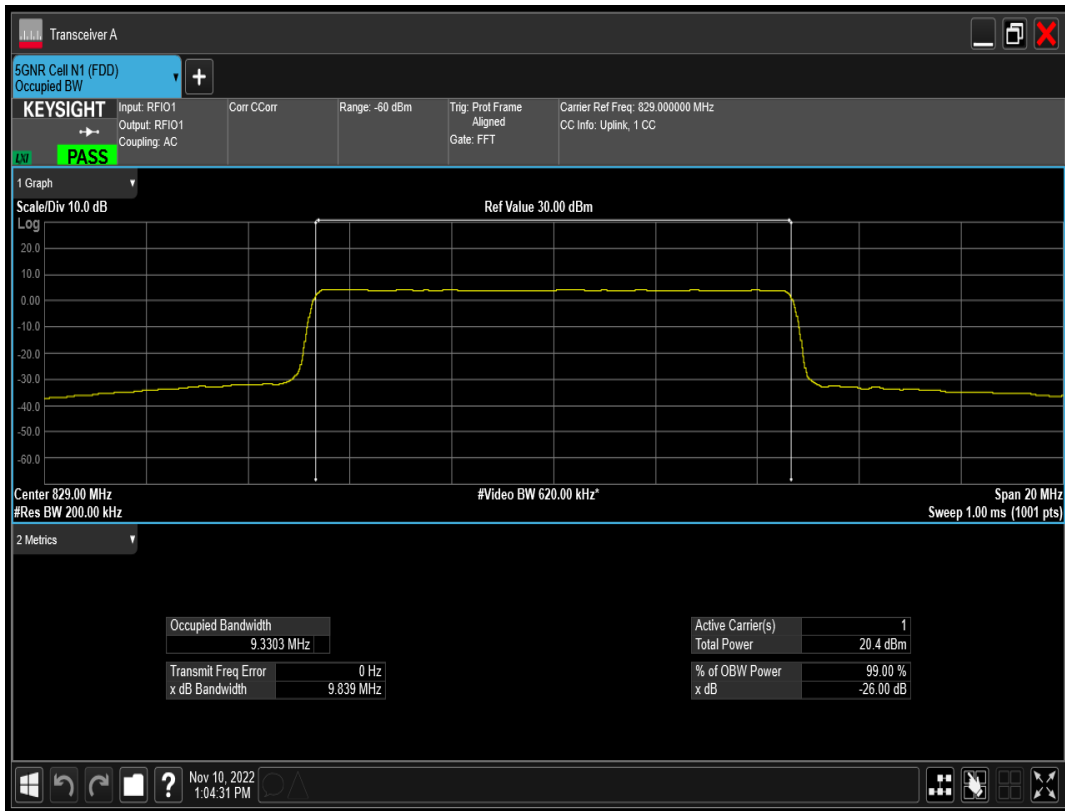 Transceiver A
5GNR Cell N1 (FDD)
Occupied BW
+
KEYSIGHT
LXI
PASS
Input: RFIO1
Output: RFIO1
Coupling: AC
Corr CCorr
Range: -60 dBm
Trig: Prot Frame
Aligned
Gate: FFT
Carrier Ref Freq: 829.000000 MHz
CC Info: Uplink, 1 CC
1 Graph
Scale/Div 10.0 dB
Ref Value 30.00 dBm
Log
20.0
10.0
0.00
-10.0
-20.0
-30.0
-40.0
-50.0
-60.0
Center 829.00 MHz
#Video BW 620.00 kHz*
Span 20 MHz
#Res BW 200.00 kHz
Sweep 1.00 ms (1001 pts)
2 Metrics
Occupied Bandwidth
9.3303 MHz
Transmit Freq Error 0 Hz
x dB Bandwidth 9.839 MHz
Active Carrier(s) 1
Total Power 20.4 dBm
% of OBW Power 99.00 %
x dB -26.00 dB
?
Nov 10, 2022
1:04:31 PM